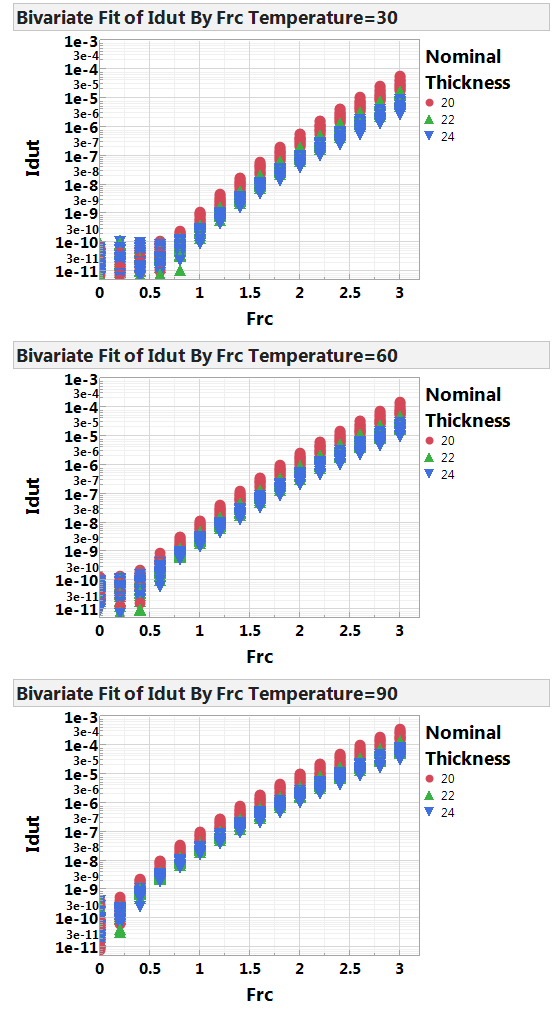 Bivariate Fit of Idut By Frc Temperature=30
1e-3
3e-4
1e-4
3e-5
1e-5
3e-6
1e-6
3e-7
1e-7
3e-8
1e-8
3e-9
1e-9
3e-10
1e-10
3e-11
1e-11
Idut
0 0.5 1 1.5 2 2.5 3
Frc
Nominal
Thickness
20
22
24
Bivariate Fit of Idut By Frc Temperature=60
1e-3
3e-4
1e-4
3e-5
1e-5
3e-6
1e-6
3e-7
1e-7
3e-8
1e-8
3e-9
1e-9
3e-10
1e-10
3e-11
1e-11
Idut
0 0.5 1 1.5 2 2.5 3
Frc
Nominal
Thickness
20
22
24
Bivariate Fit of Idut By Frc Temperature=90
1e-3
3e-4
1e-4
3e-5
1e-5
3e-6
1e-6
3e-7
1e-7
3e-8
1e-8
3e-9
1e-9
3e-10
1e-10
3e-11
1e-11
Idut
0 0.5 1 1.5 2 2.5 3
Frc
Nominal
Thickness
20
22
24